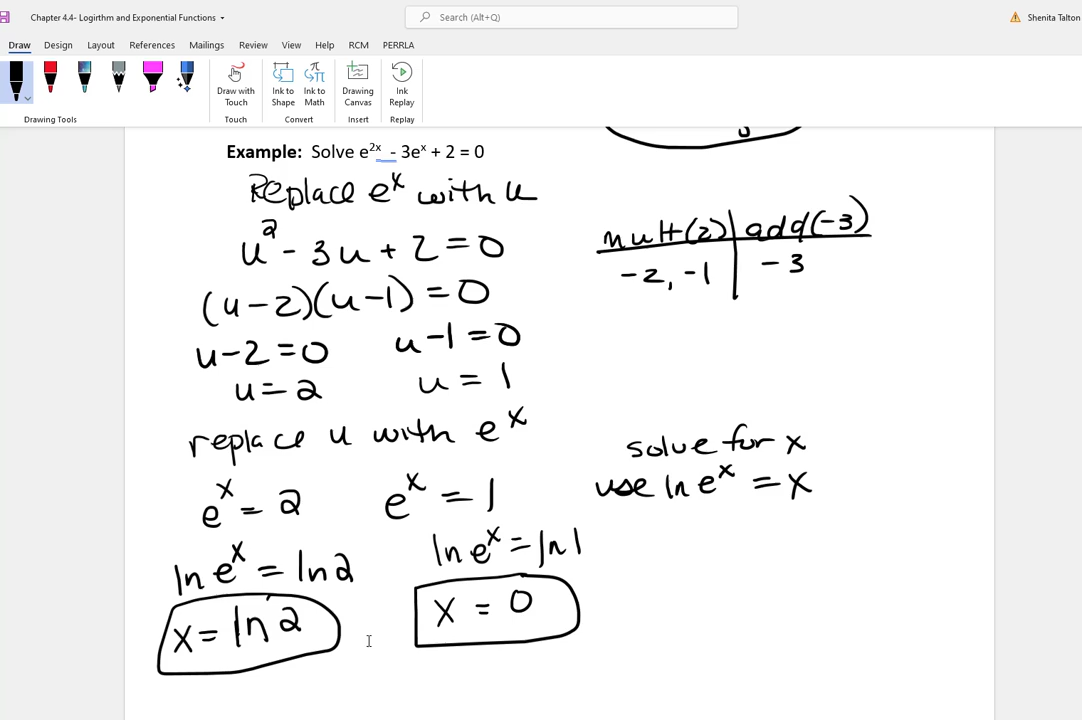 Chapter 4.4- Logirthm and Exponential Functions
Search (Alt+Q)
Shenita Talton
Draw Design Layout References Mailings Review View Help RCM PERRLA
Draw with Touch
Ink to Shape
Ink to Math
Drawing Canvas
Ink Replay
Drawing Tools
Touch
Convert
Insert
Replay
Example: Solve e²ˣ - 3eˣ + 2 = 0
Replace eˣ with u
u² - 3u + 2 = 0
(u-2)(u-1) = 0
u-2=0 u-1=0
u=2 u=1
replace u with eˣ
eˣ = 2 eˣ = 1
ln eˣ = ln2 ln eˣ = ln1
x = ln 2 x = 0
mult(2) | add(-3)
-2, -1 | -3
solve for x
use ln eˣ = x